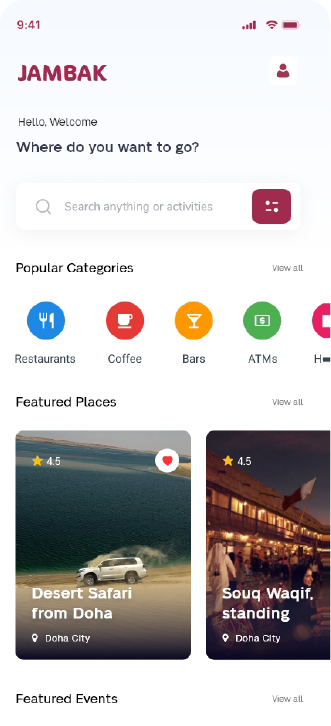 9:41
JAMBAK
Hello, Welcome
Where do you want to go?
Search anything or activities
Popular Categories
View all
Restaurants
Coffee
Bars
ATMs
Featured Places
View all
4.5
4.5
Desert Safari
from Doha
Doha City
Souq Waqif,
standing
Doha City
Featured Events
View all